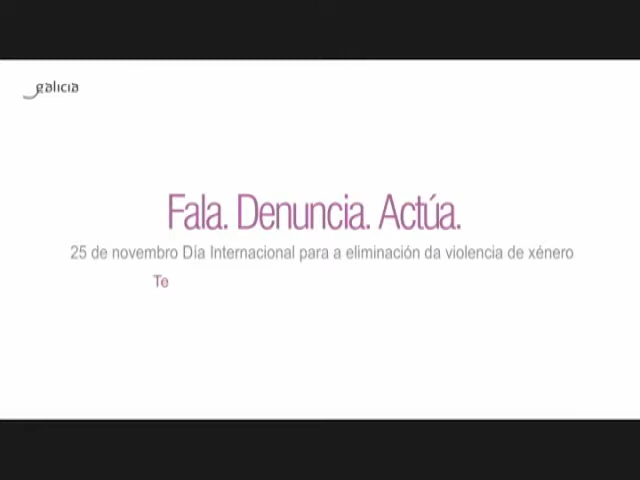 galicia
Fala. Denuncia. Actúa.
25 de novembro Día Internacional para a eliminación da violencia de xénero
Te